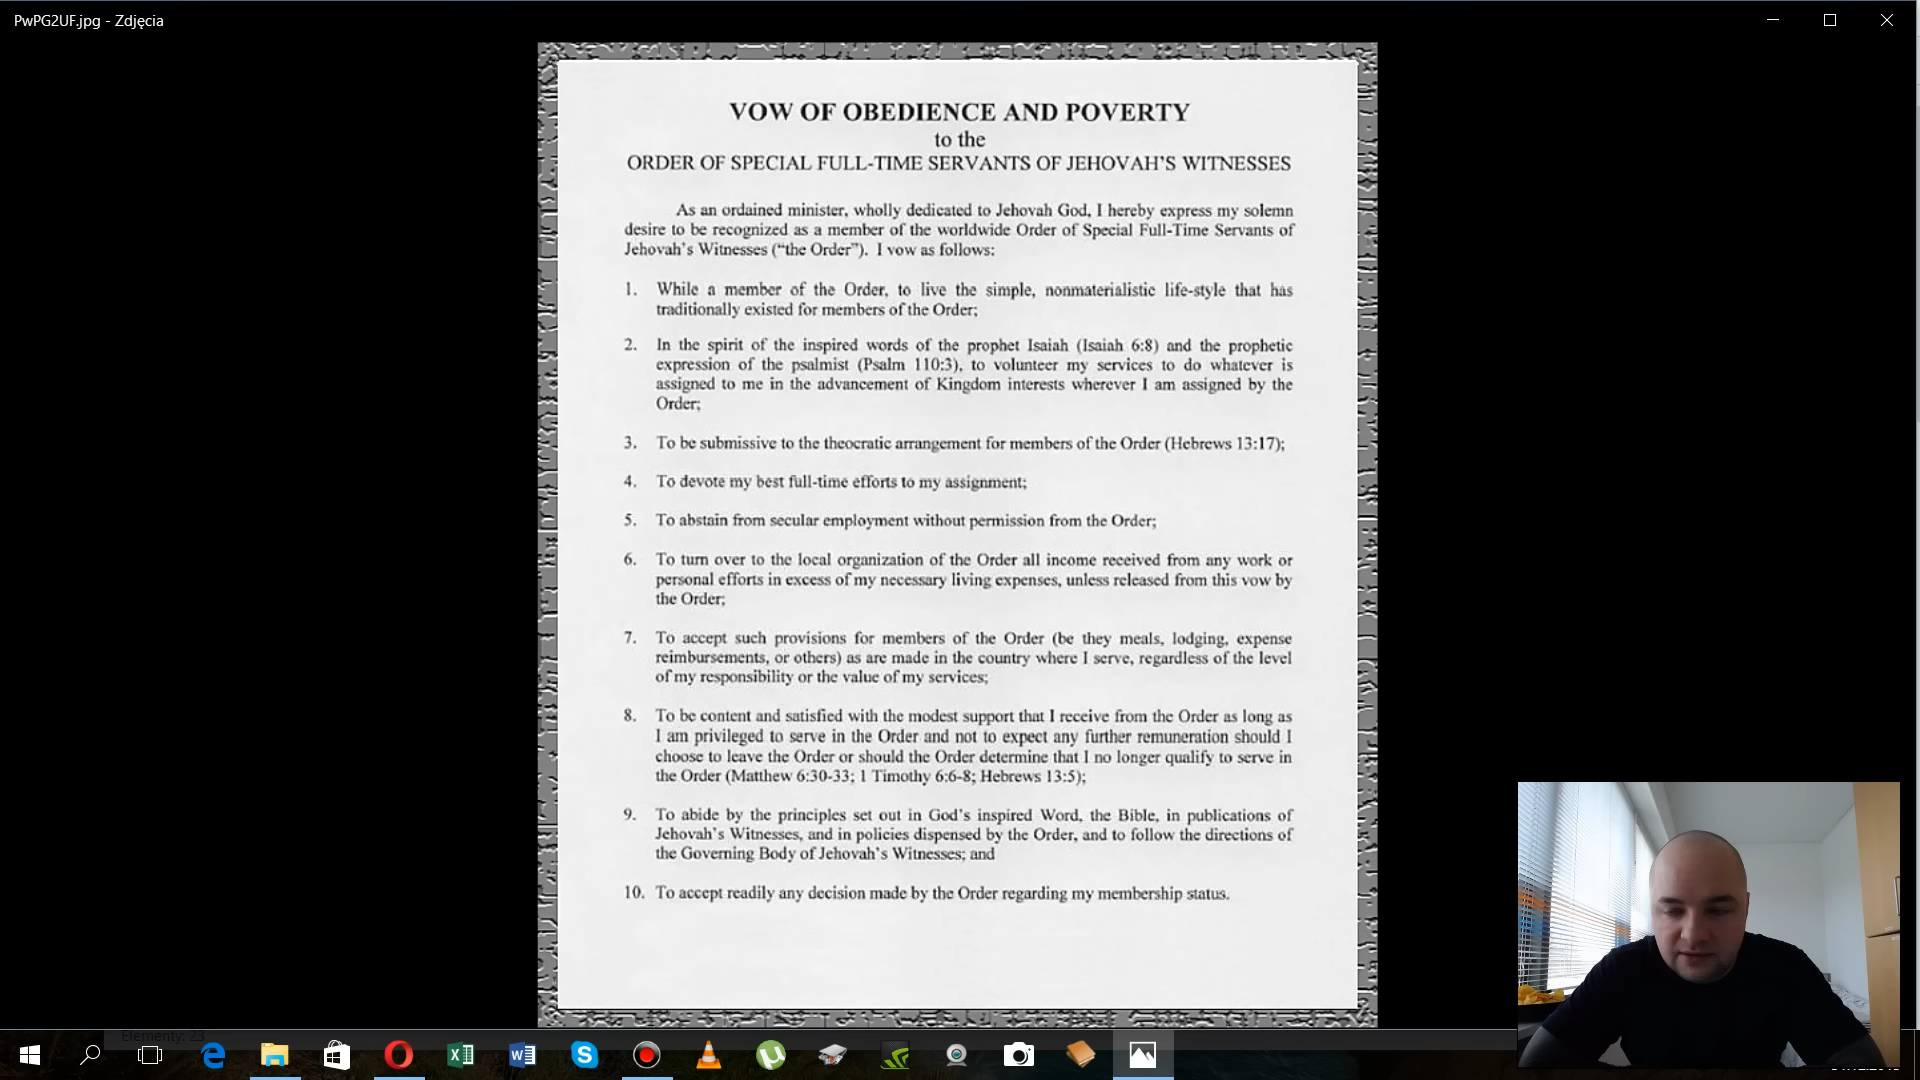 PwPG2UF.jpg - Zdjęcia
VOW OF OBEDIENCE AND POVERTY
to the
ORDER OF SPECIAL FULL-TIME SERVANTS OF JEHOVAH'S WITNESSES
As an ordained minister, wholly dedicated to Jehovah God, I hereby express my solemn
desire to be recognized as a member of the worldwide Order of Special Full-Time Servants of
Jehovah's Witnesses ("the Order"). I vow as follows:
1. While a member of the Order, to live the simple, nonmaterialistic life-style that has
traditionally existed for members of the Order;
2. In the spirit of the inspired words of the prophet Isaiah (Isaiah 6:8) and the prophetic
expression of the psalmist (Psalm 110:3), to volunteer my services to do whatever is
assigned to me in the advancement of Kingdom interests wherever I am assigned by the
Order;
3. To be submissive to the theocratic arrangement for members of the Order (Hebrews 13:17);
4. To devote my best full-time efforts to my assignment;
5. To abstain from secular employment without permission from the Order;
6. To turn over to the local organization of the Order all income received from any work or
personal efforts in excess of my necessary living expenses, unless released from this vow by
the Order;
7. To accept such provisions for members of the Order (be they meals, lodging, expense
reimbursements, or others) as are made in the country where I serve, regardless of the level
of my responsibility or the value of my services;
8. To be content and satisfied with the modest support that I receive from the Order as long as
I am privileged to serve in the Order and not to expect any further remuneration should I
choose to leave the Order or should the Order determine that I no longer qualify to serve in
the Order (Matthew 6:30-33; 1 Timothy 6:6-8; Hebrews 13:5);
9. To abide by the principles set out in God's inspired Word, the Bible, in publications of
Jehovah's Witnesses, and in policies dispensed by the Order, and to follow the directions of
the Governing Body of Jehovah's Witnesses; and
10. To accept readily any decision made by the Order regarding my membership status.
Elementy: 23